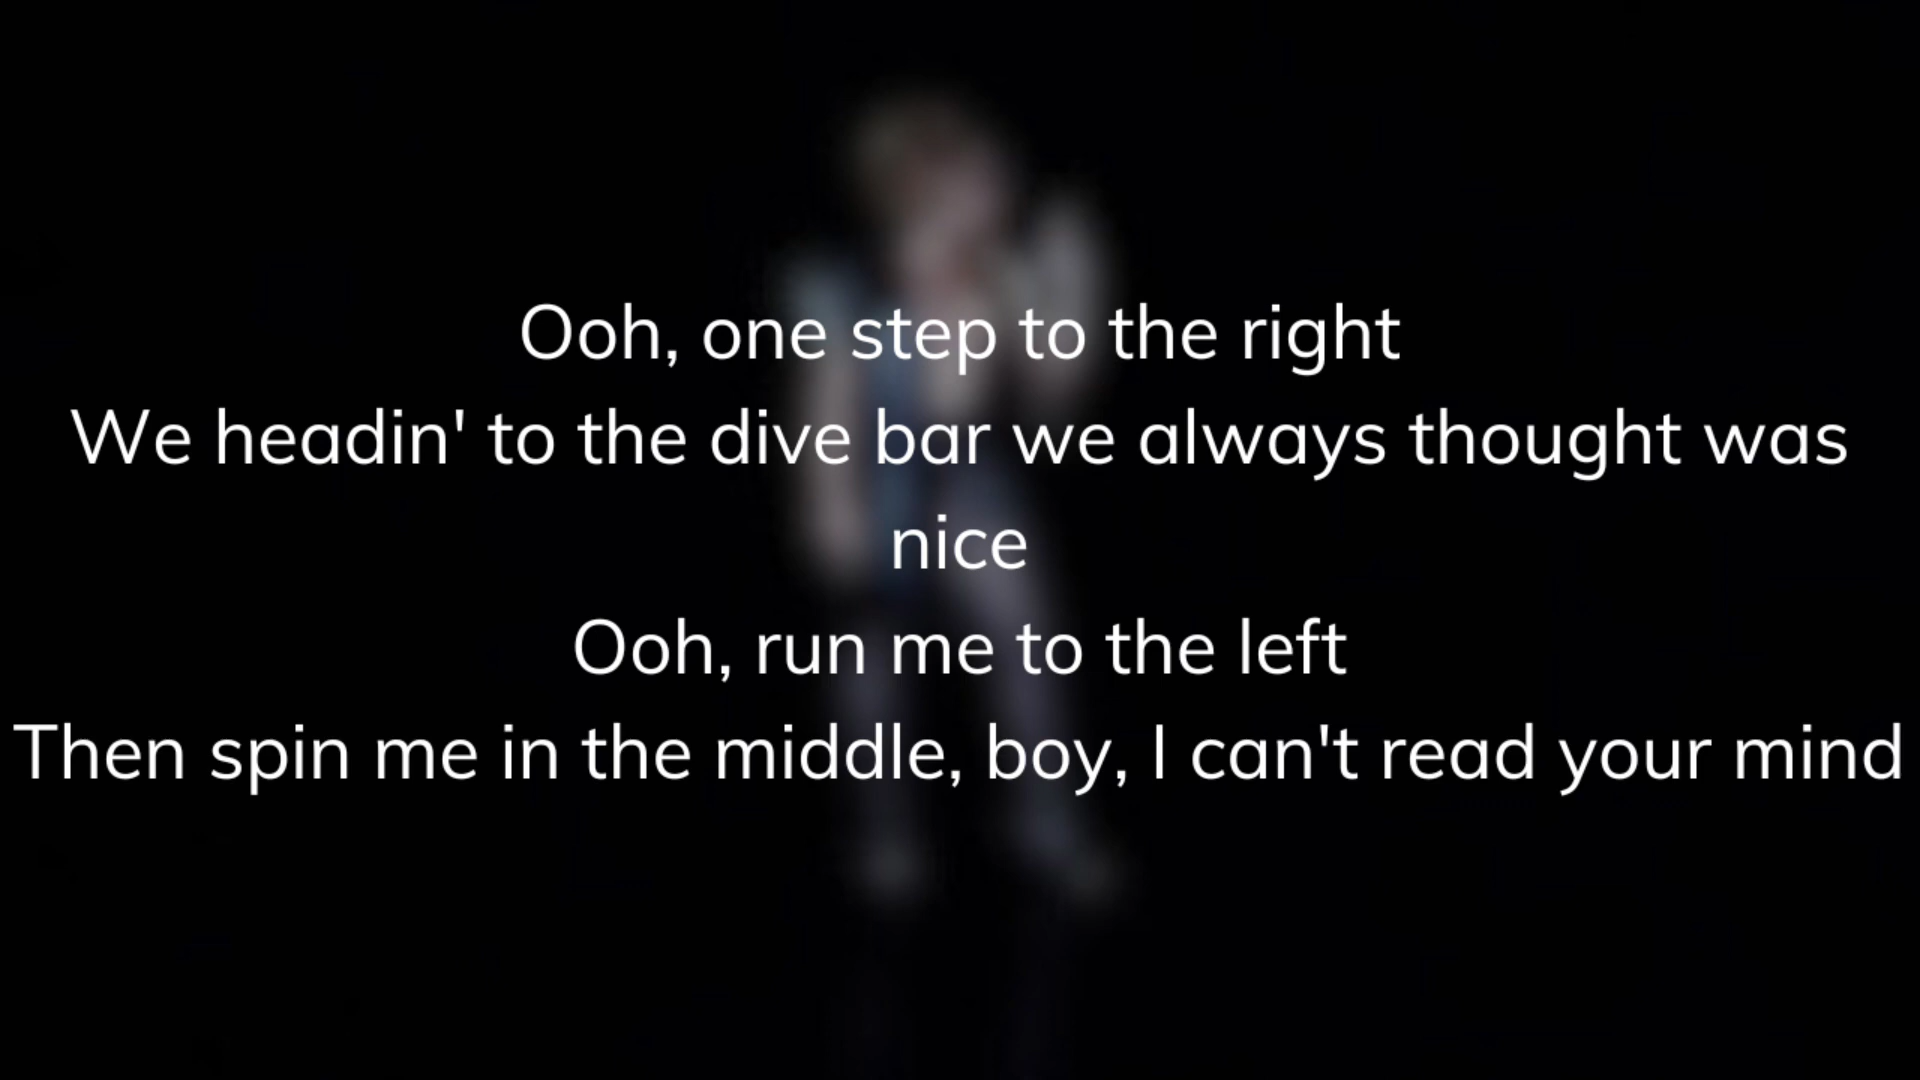 Ooh, one step to the right
We headin' to the dive bar we always thought was
nice
Ooh, run me to the left
Then spin me in the middle, boy, I can't read your mind